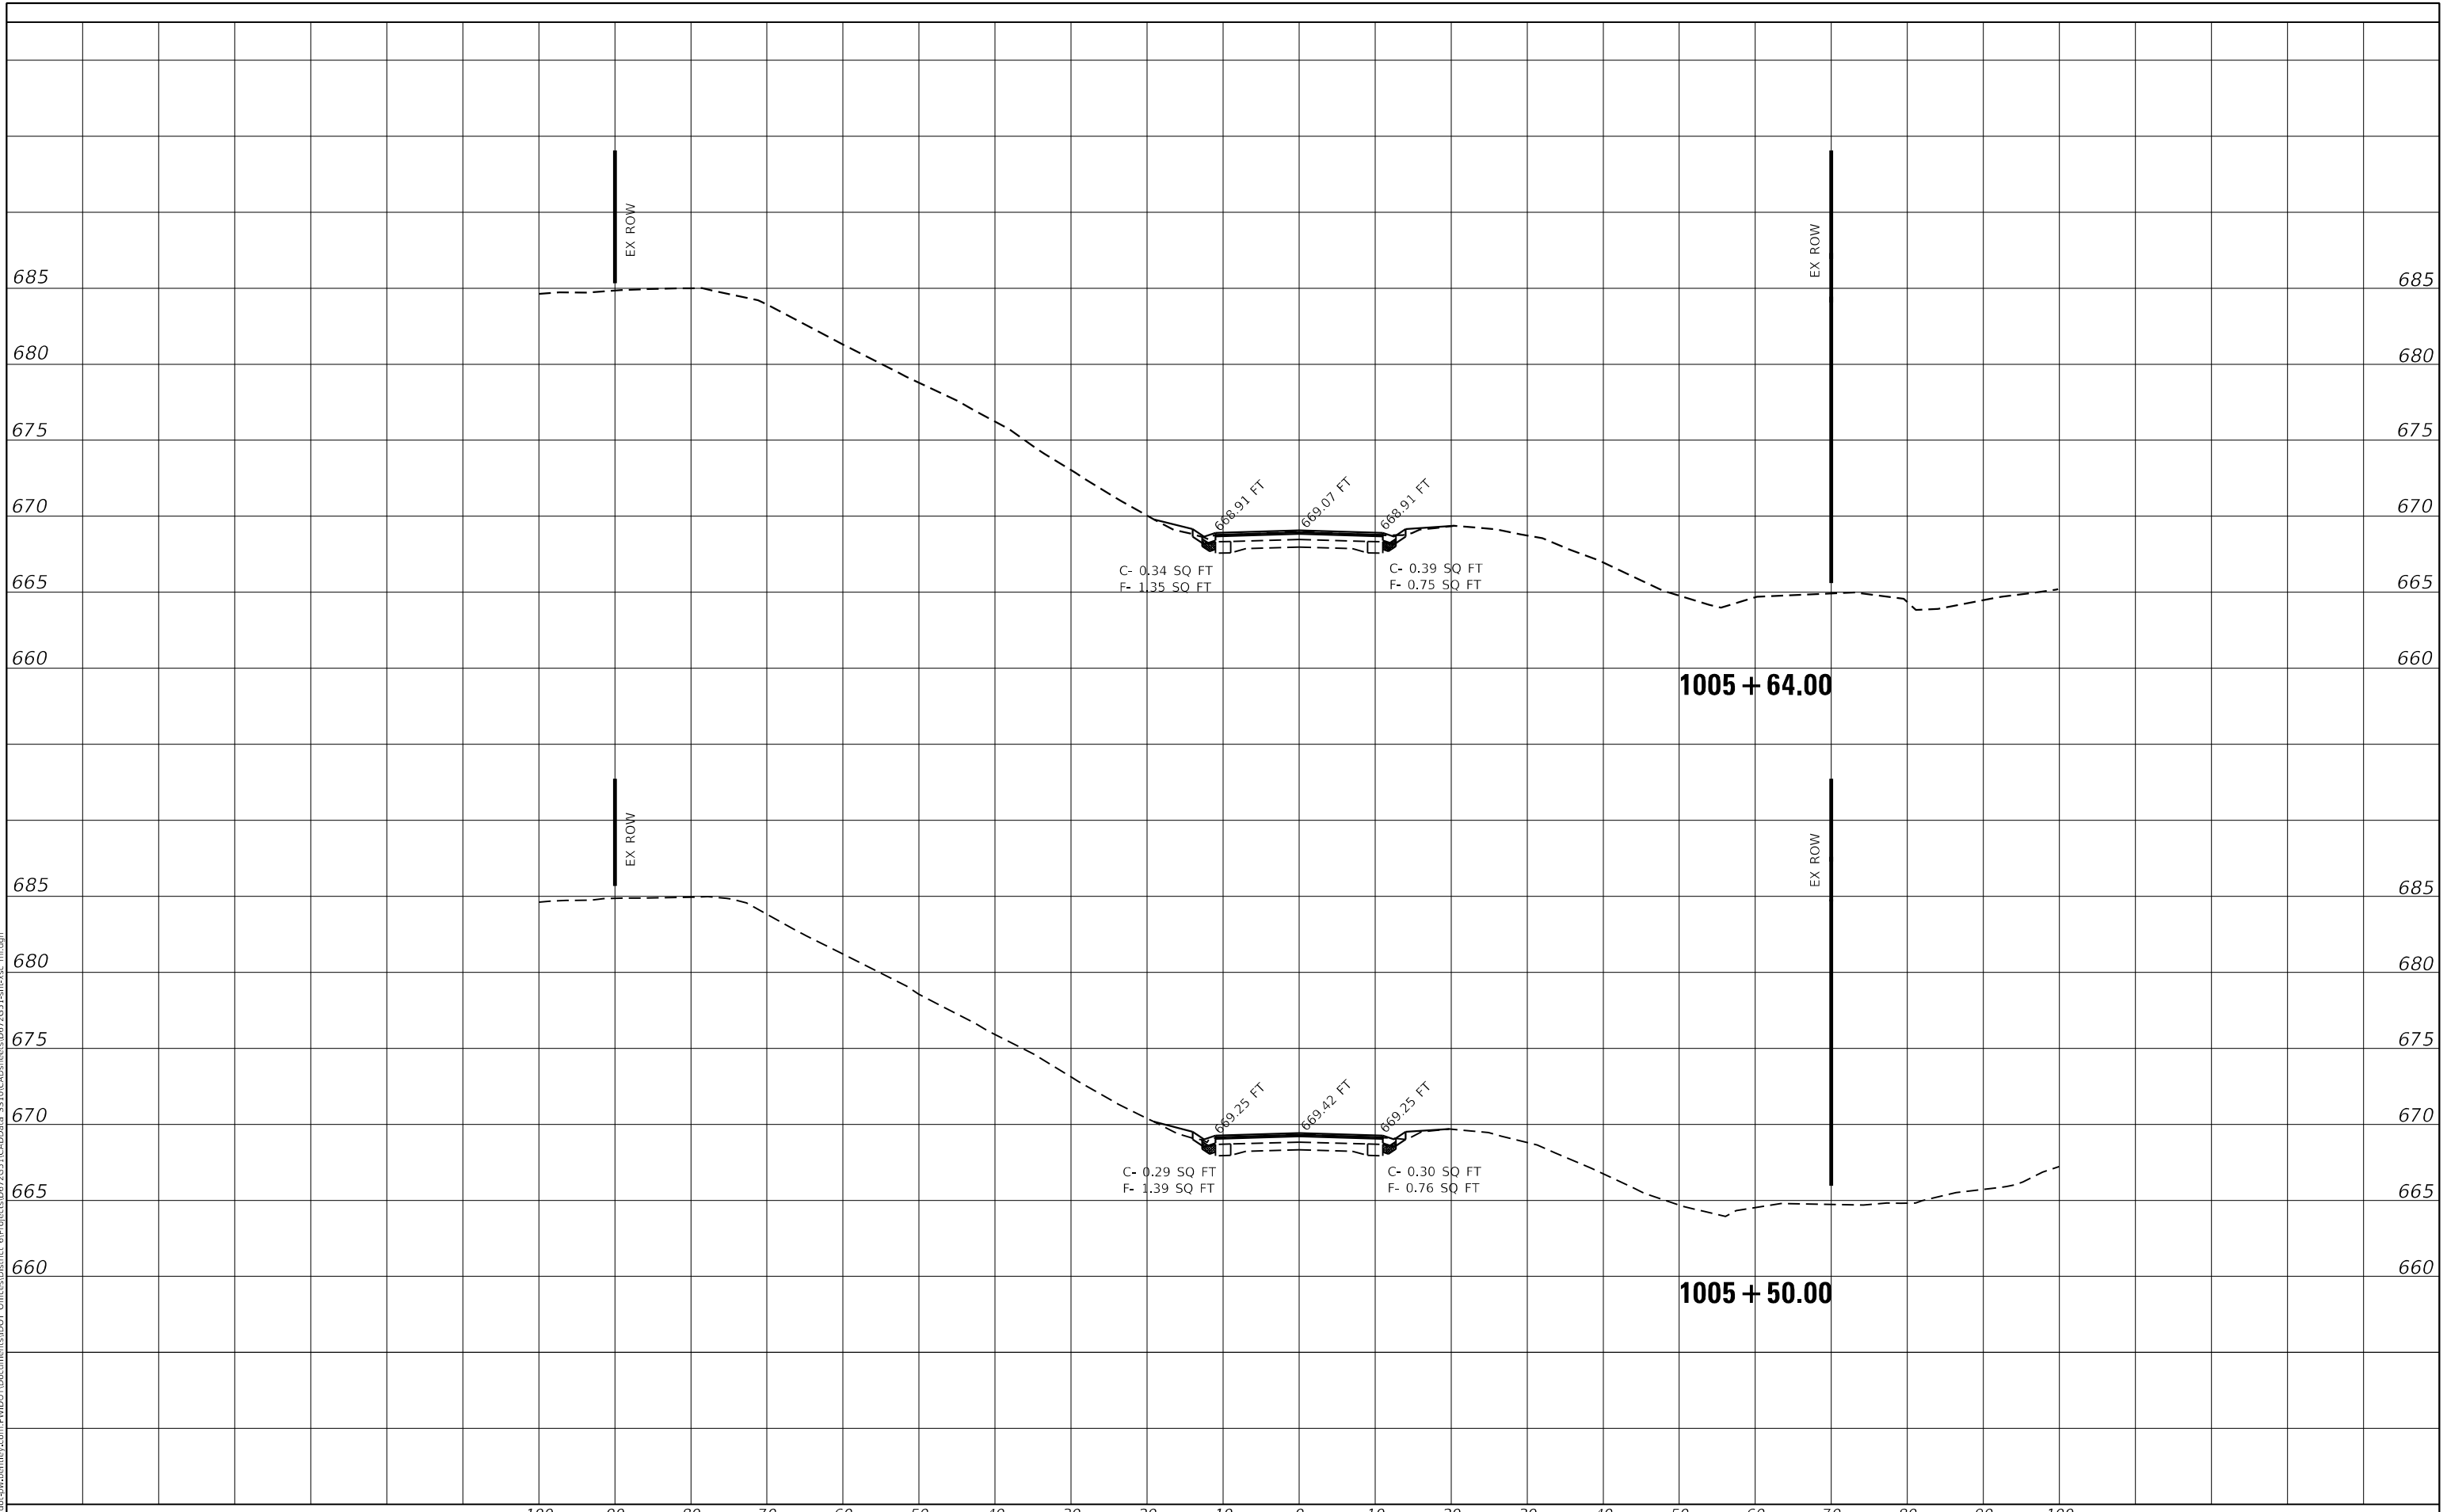 EX ROW
EX ROW
685 685
680 680
675 675
668.91 FT 669.07 FT 668.91 FT
670 670
C- 0.34 SQ FT C- 0.39 SQ FT
F- 1.35 SQ FT F- 0.75 SQ FT
665 665
660 660
1005 + 64.00
EX ROW
EX ROW
685 685
680 680
675 675
669.25 FT 669.42 FT 669.25 FT
670 670
C- 0.29 SQ FT C- 0.30 SQ FT
F- 1.39 SQ FT F- 0.76 SQ FT
665 665
660 660
1005 + 50.00